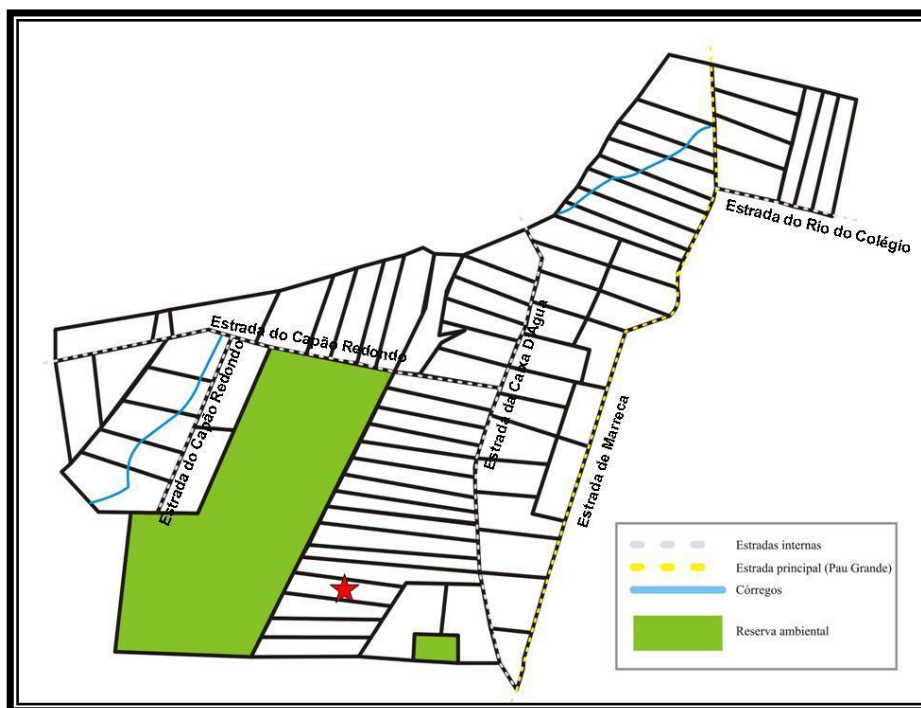 Estrada do Rio do Colégio
Estrada do Capão Redondo
Estrada do Capão Redondo
Estrada da Caixa D'Água
Estrada de Marreca
Estradas internas
Estrada principal (Pau Grande)
Córregos
Reserva ambiental